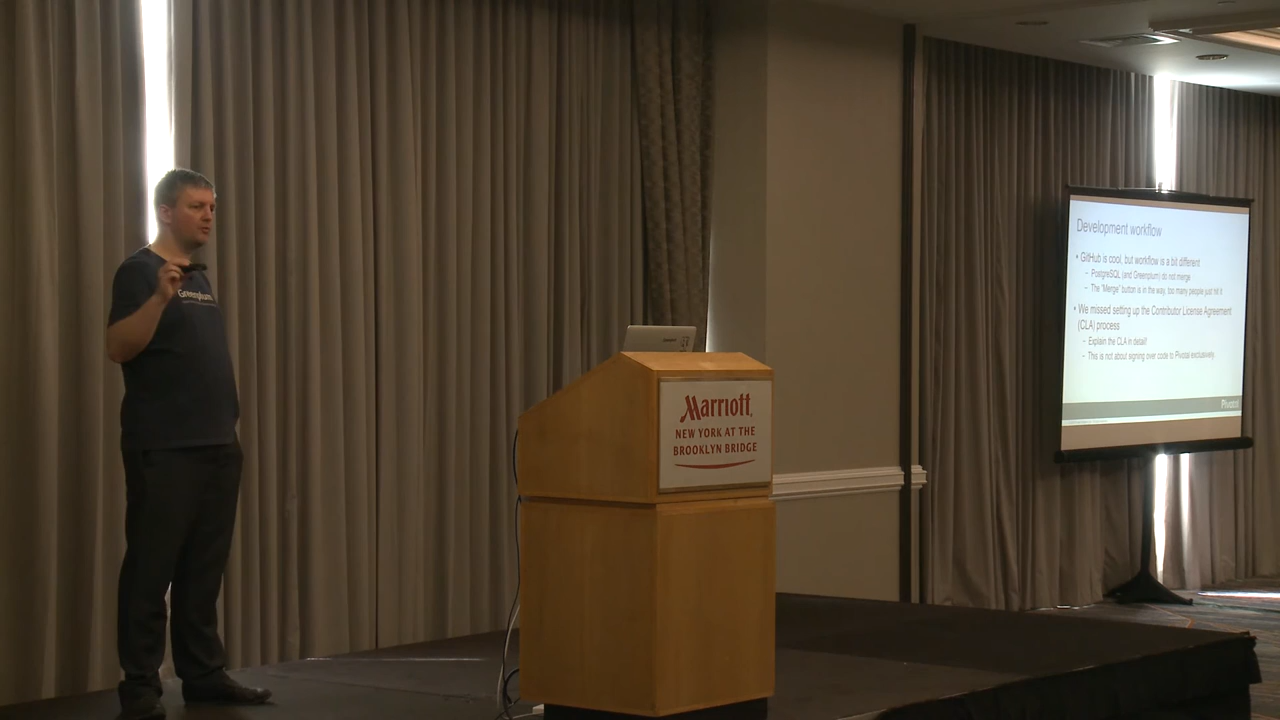 Greenplum
Marriott
NEW YORK AT THE
BROOKLYN BRIDGE
Development workflow
• GitHub is cool, but workflow is a bit different
– PostgreSQL (and Greenplum) do not merge
– The "Merge" button is in the way, too many people just hit it
• We missed setting up the Contributor License Agreement
(CLA) process
– Explain the CLA in detail!
– This is not about signing over code to Pivotal exclusively.
Pivotal